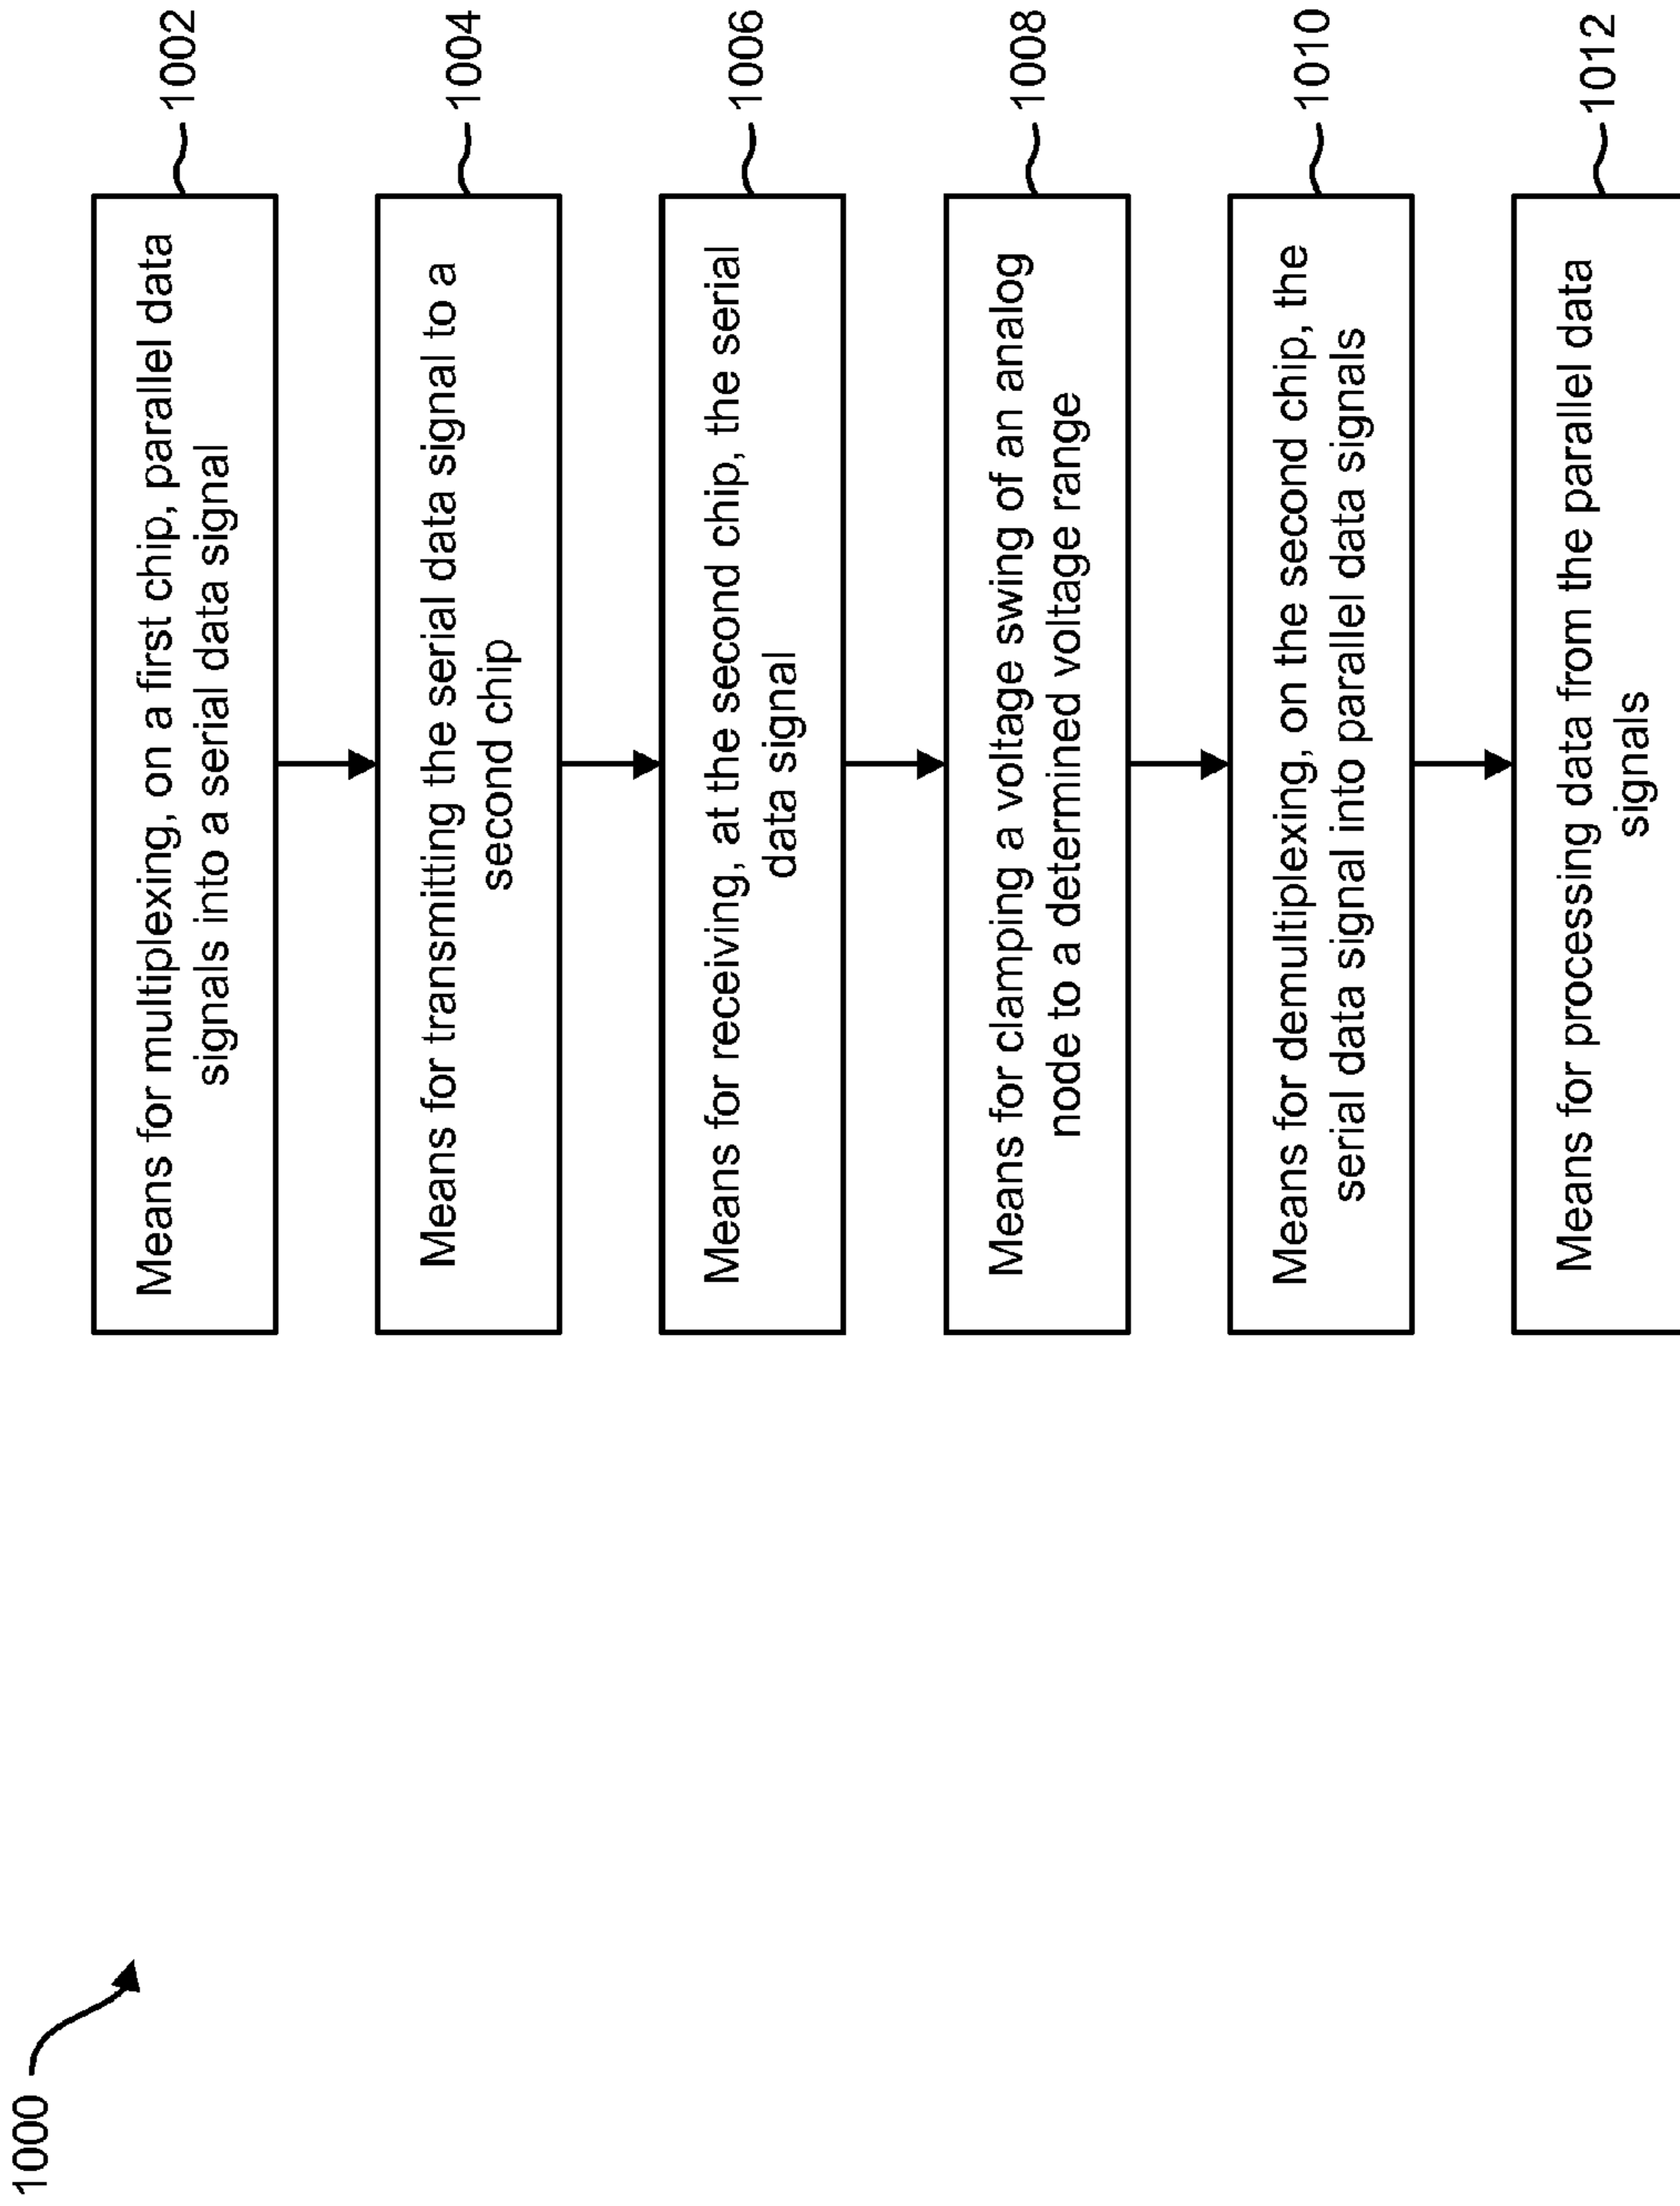 1000
Means for multiplexing, on a first chip, parallel data
signals into a serial data signal
1002
Means for transmitting the serial data signal to a
second chip
1004
Means for receiving, at the second chip, the serial
data signal
1006
Means for clamping a voltage swing of an analog
node to a determined voltage range
1008
Means for demultiplexing, on the second chip, the
serial data signal into parallel data signals
1010
Means for processing data from the parallel data
signals
1012